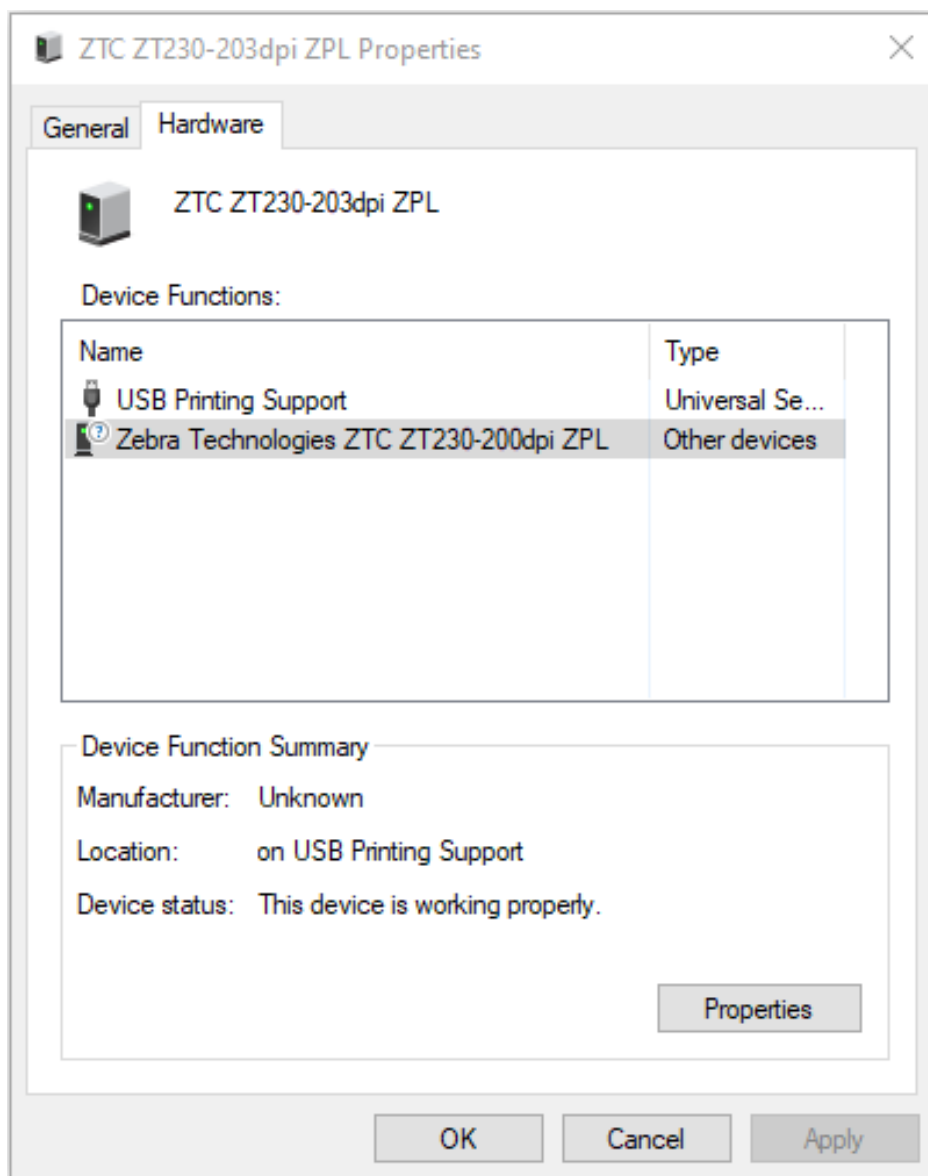 ZTC ZT230-203dpi ZPL Properties
General Hardware
ZTC ZT230-203dpi ZPL
Device Functions:
Name Type
USB Printing Support Universal Se...
Zebra Technologies ZTC ZT230-200dpi ZPL Other devices
Device Function Summary
Manufacturer: Unknown
Location: on USB Printing Support
Device status: This device is working properly.
Properties
OK Cancel Apply